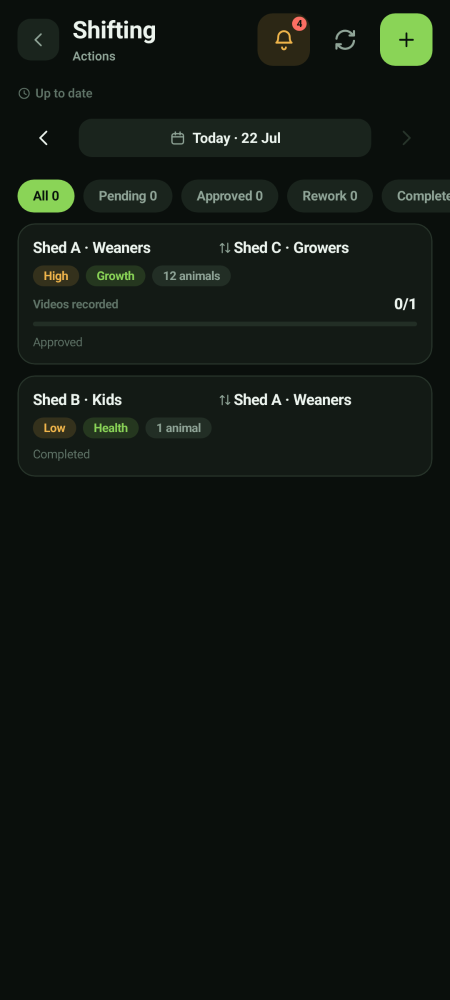 Shifting
Actions
4
Up to date
Today · 22 Jul
All 0 Pending 0 Approved 0 Rework 0 Complete
Shed A · Weaners Shed C · Growers
High Growth 12 animals
Videos recorded 0/1
Approved
Shed B · Kids Shed A · Weaners
Low Health 1 animal
Completed